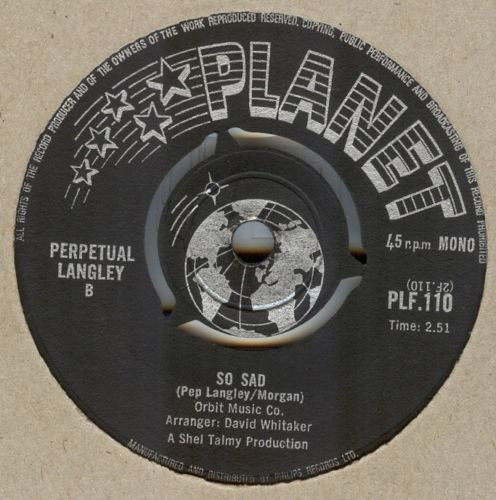 ALL RIGHTS OF THE RECORD PRODUCER AND OF THE OWNERS OF THE WORK REPRODUCED RESERVED. COPYING, PUBLIC PERFORMANCE AND BROADCASTING OF THIS RECORD PROHIBITED
PLANET
PERPETUAL
LANGLEY
B
45 r.p.m MONO
(2F.110)
PLF.110
Time: 2.51
SO SAD
(Pep Langley/Morgan)
Orbit Music Co.
Arranger: David Whitaker
A Shel Talmy Production
MANUFACTURED AND DISTRIBUTED BY PHILIPS RECORDS LTD.